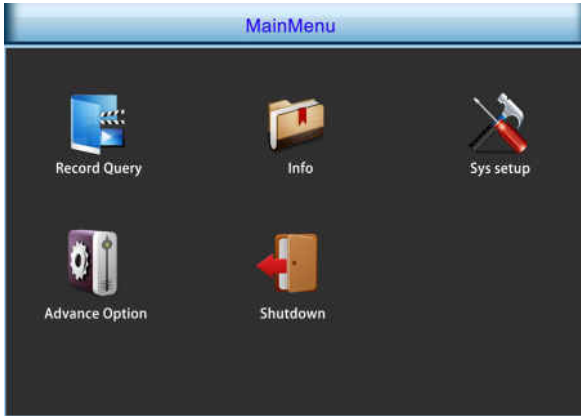 MainMenu
Record Query
Info
Sys setup
Advance Option
Shutdown